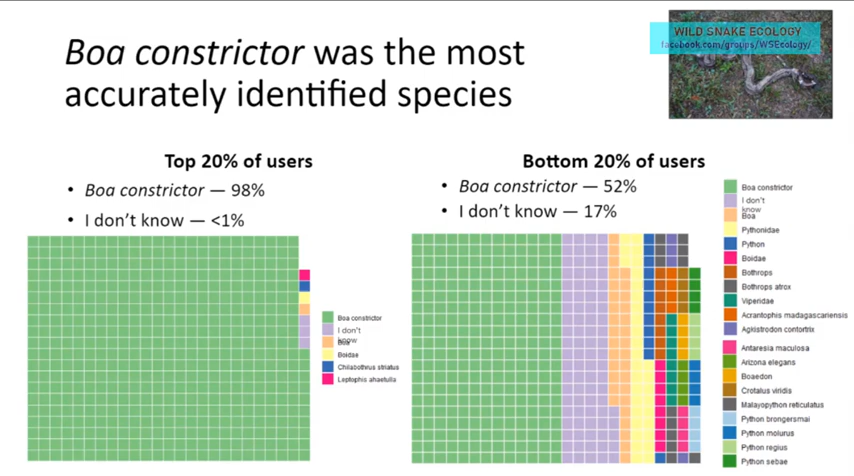 Boa constrictor was the most
accurately identified species
WILD SNAKE ECOLOGY
facebook.com/groups/WSEcology/
Top 20% of users
• Boa constrictor — 98%
• I don't know — <1%
Boa constrictor
I don't
know
Boa
Boidae
Chilabothrus striatus
Leptophis ahaetulla
Bottom 20% of users
• Boa constrictor — 52%
• I don't know — 17%
Boa constrictor
I don't
know
Boa
Pythonidae
Python
Boidae
Bothrops
Bothrops atrox
Viperidae
Acrantophis madagascariensis
Agkistrodon contortrix
Antaresia maculosa
Arizona elegans
Boaedon
Crotalus viridis
Malayopython reticulatus
Python brongersmai
Python molurus
Python regius
Python sebae